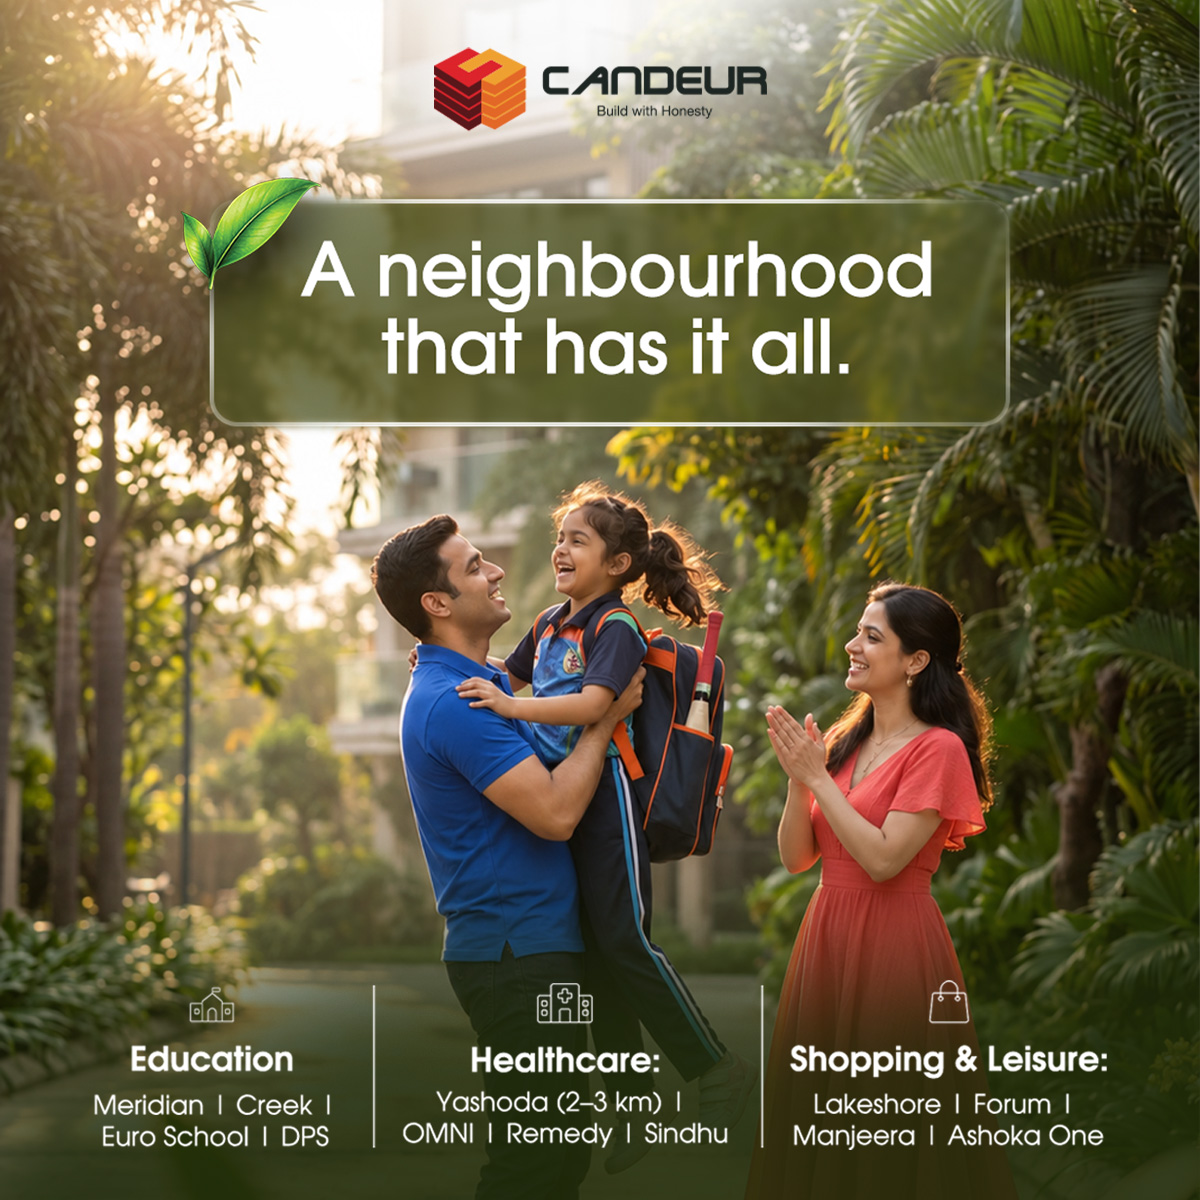 CANDEUR
Build with Honesty
A neighbourhood
that has it all.
Education
Meridian | Creek |
Euro School | DPS
Healthcare:
Yashoda (2–3 km) |
OMNI | Remedy | Sindhu
Shopping & Leisure:
Lakeshore | Forum |
Manjeera | Ashoka One